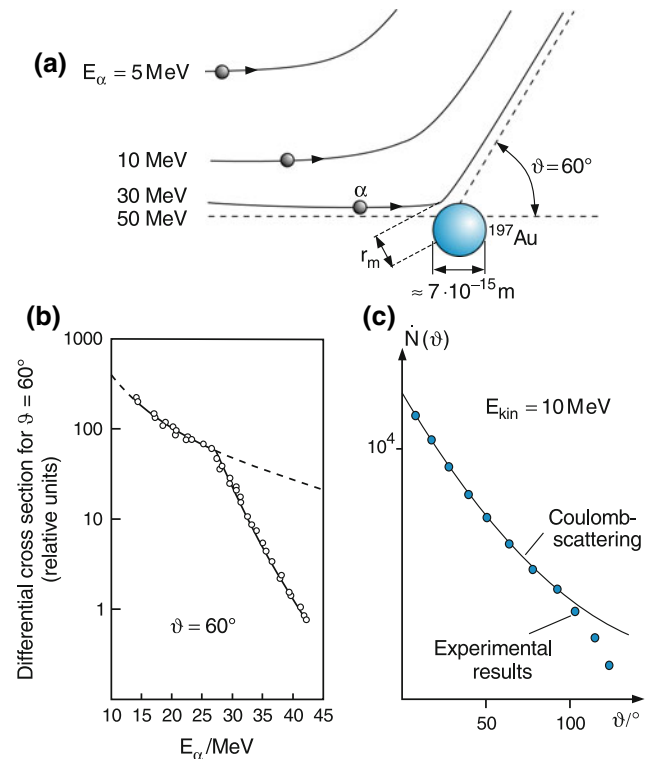 (a)
Eα = 5 MeV
10 MeV
30 MeV
50 MeV
α
ϑ = 60°
¹⁹⁷Au
rₘ
≈ 7 · 10⁻¹⁵ m
(b)
Differential cross section for ϑ = 60°
(relative units)
1000
100
10
1
ϑ = 60°
10 15 20 25 30 35 40 45
Eα /MeV
(c)
Ṅ(ϑ)
Eₖᵢₙ = 10 MeV
10⁴
Coulomb-
scattering
Experimental
results
50 100 ϑ/°